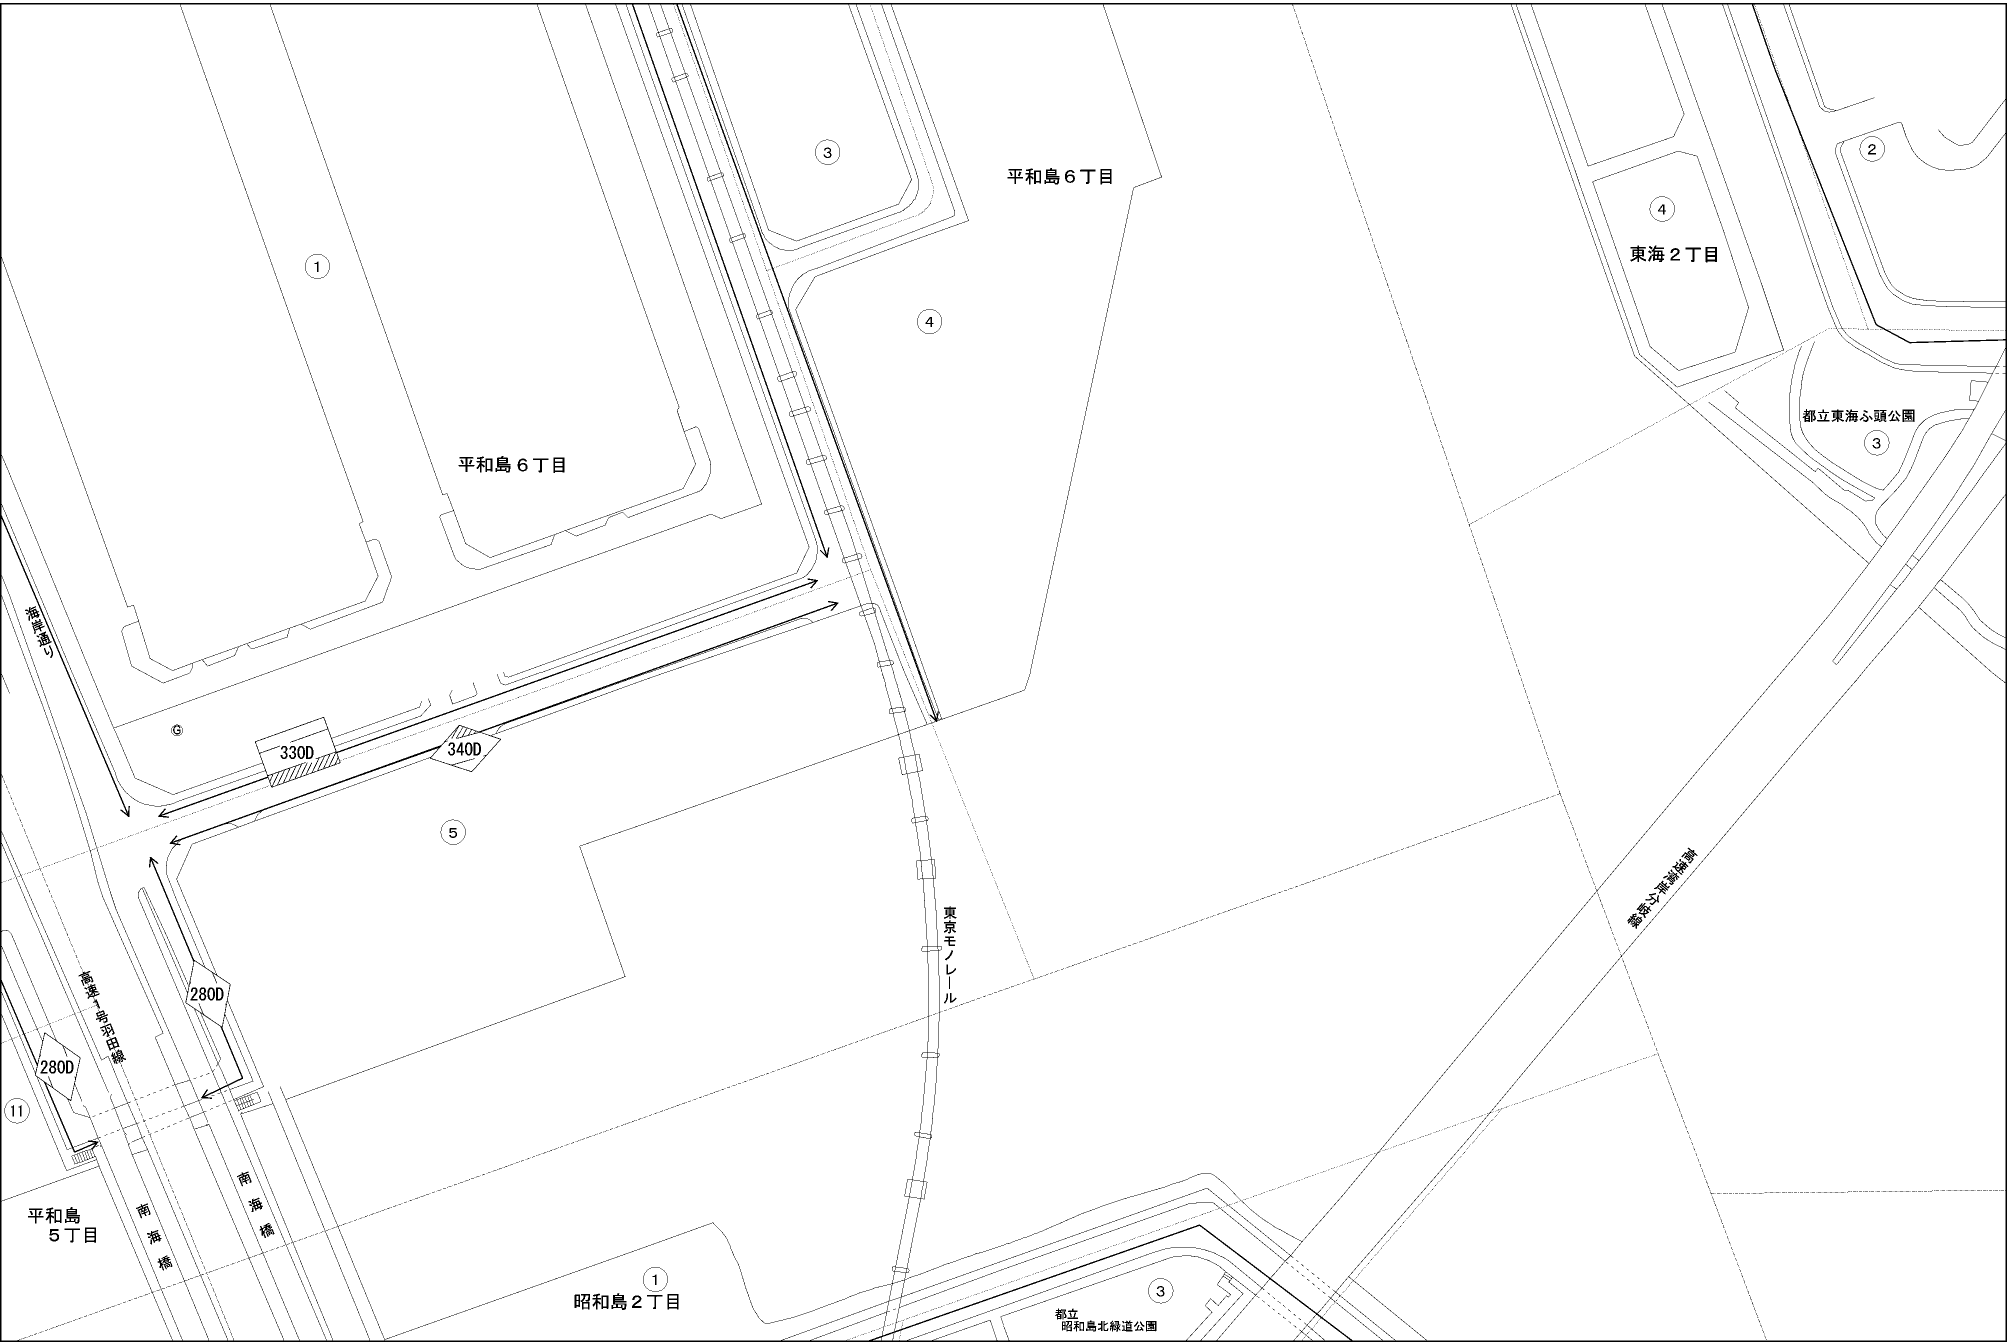 ③
平和島６丁目
②
④
東海２丁目
①
④
都立東海ふ頭公園
③
平和島６丁目
海岸通り
Ⓖ
330D
340D
⑤
高速湾岸分岐線
東京モノレール
280D
高速１号羽田線
280D
⑪
南海橋
南海橋
平和島
５丁目
①
昭和島２丁目
③
都立
昭和島北緑道公園